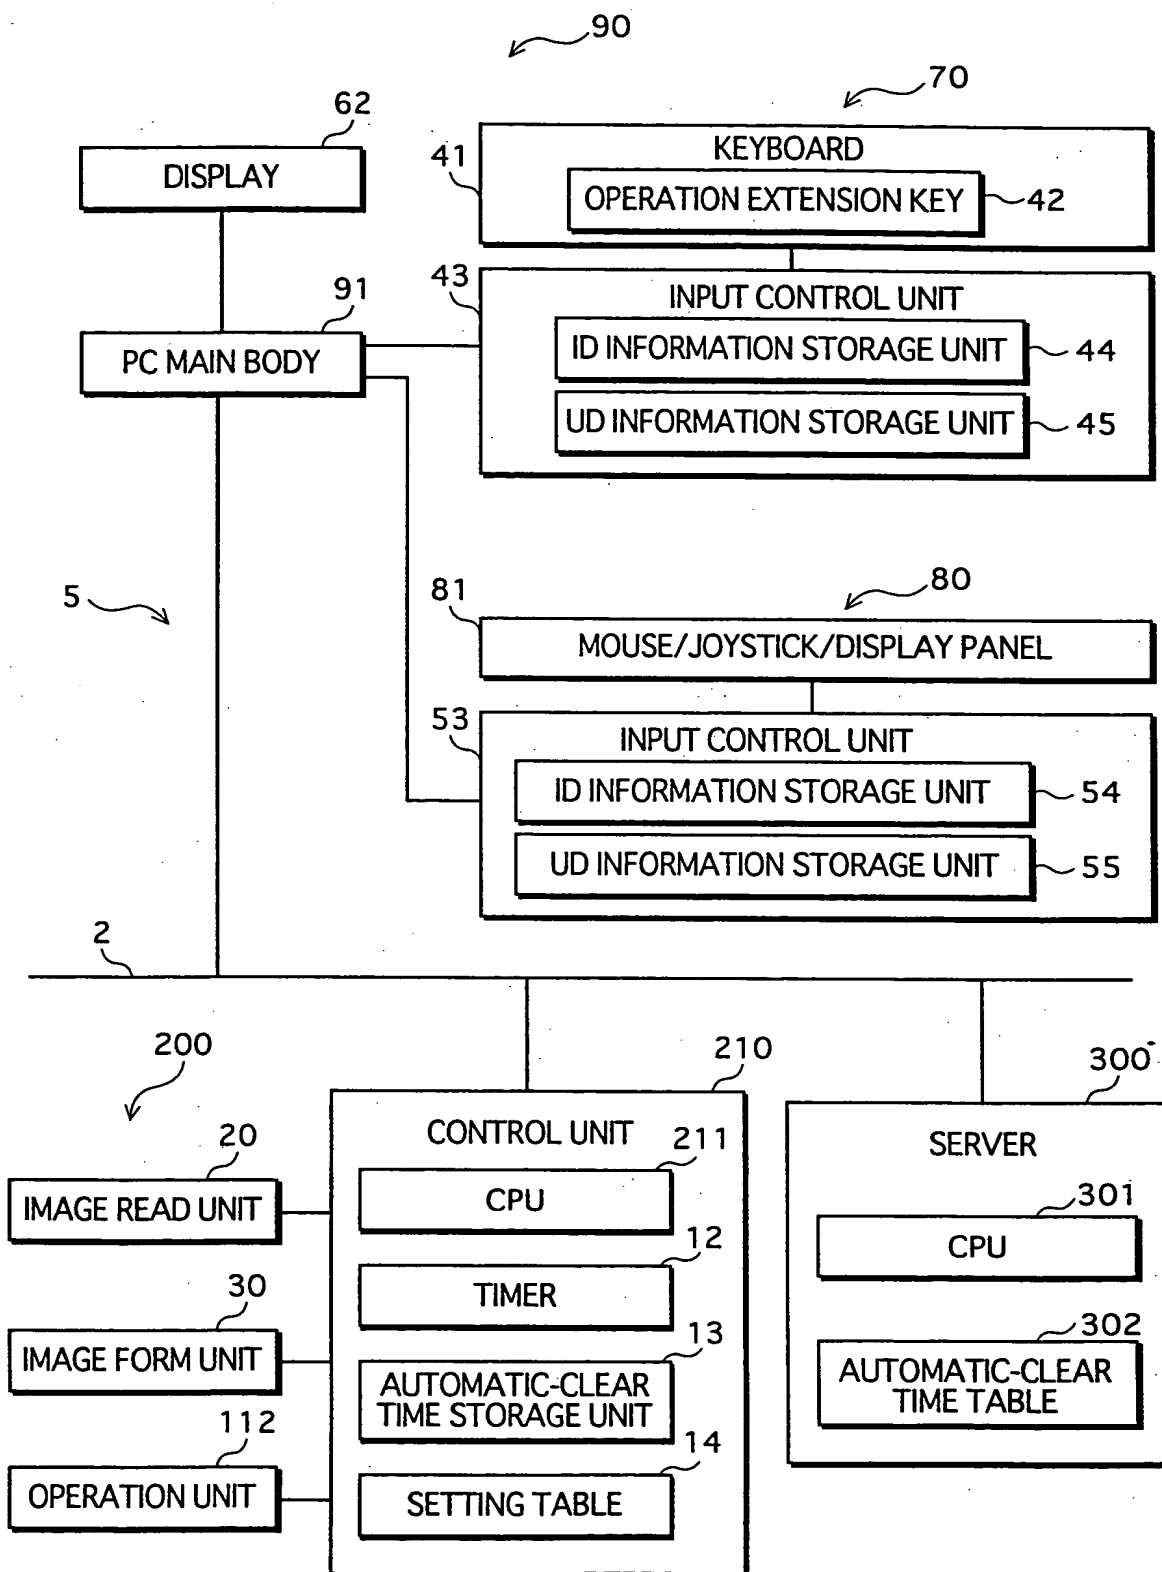 90
70
62
DISPLAY
41
KEYBOARD
OPERATION EXTENSION KEY
42
91
PC MAIN BODY
43
INPUT CONTROL UNIT
ID INFORMATION STORAGE UNIT
44
UD INFORMATION STORAGE UNIT
45
5
81
80
MOUSE/JOYSTICK/DISPLAY PANEL
53
INPUT CONTROL UNIT
ID INFORMATION STORAGE UNIT
54
UD INFORMATION STORAGE UNIT
55
2
200
210
300
CONTROL UNIT
SERVER
20
IMAGE READ UNIT
211
CPU
301
CPU
12
TIMER
30
IMAGE FORM UNIT
13
AUTOMATIC-CLEAR
TIME STORAGE UNIT
302
AUTOMATIC-CLEAR
TIME TABLE
112
OPERATION UNIT
14
SETTING TABLE